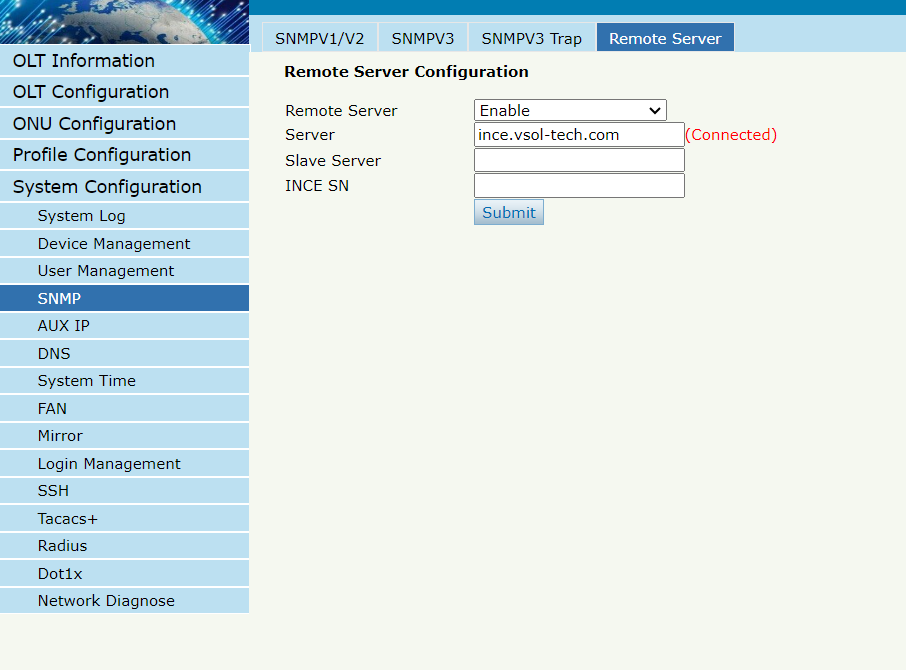 SNMPV1/V2 SNMPV3 SNMPV3 Trap Remote Server
OLT Information
OLT Configuration
ONU Configuration
Profile Configuration
System Configuration
System Log
Device Management
User Management
SNMP
AUX IP
DNS
System Time
FAN
Mirror
Login Management
SSH
Tacacs+
Radius
Dot1x
Network Diagnose
Remote Server Configuration
Remote Server Enable
Server ince.vsol-tech.com (Connected)
Slave Server
INCE SN
Submit